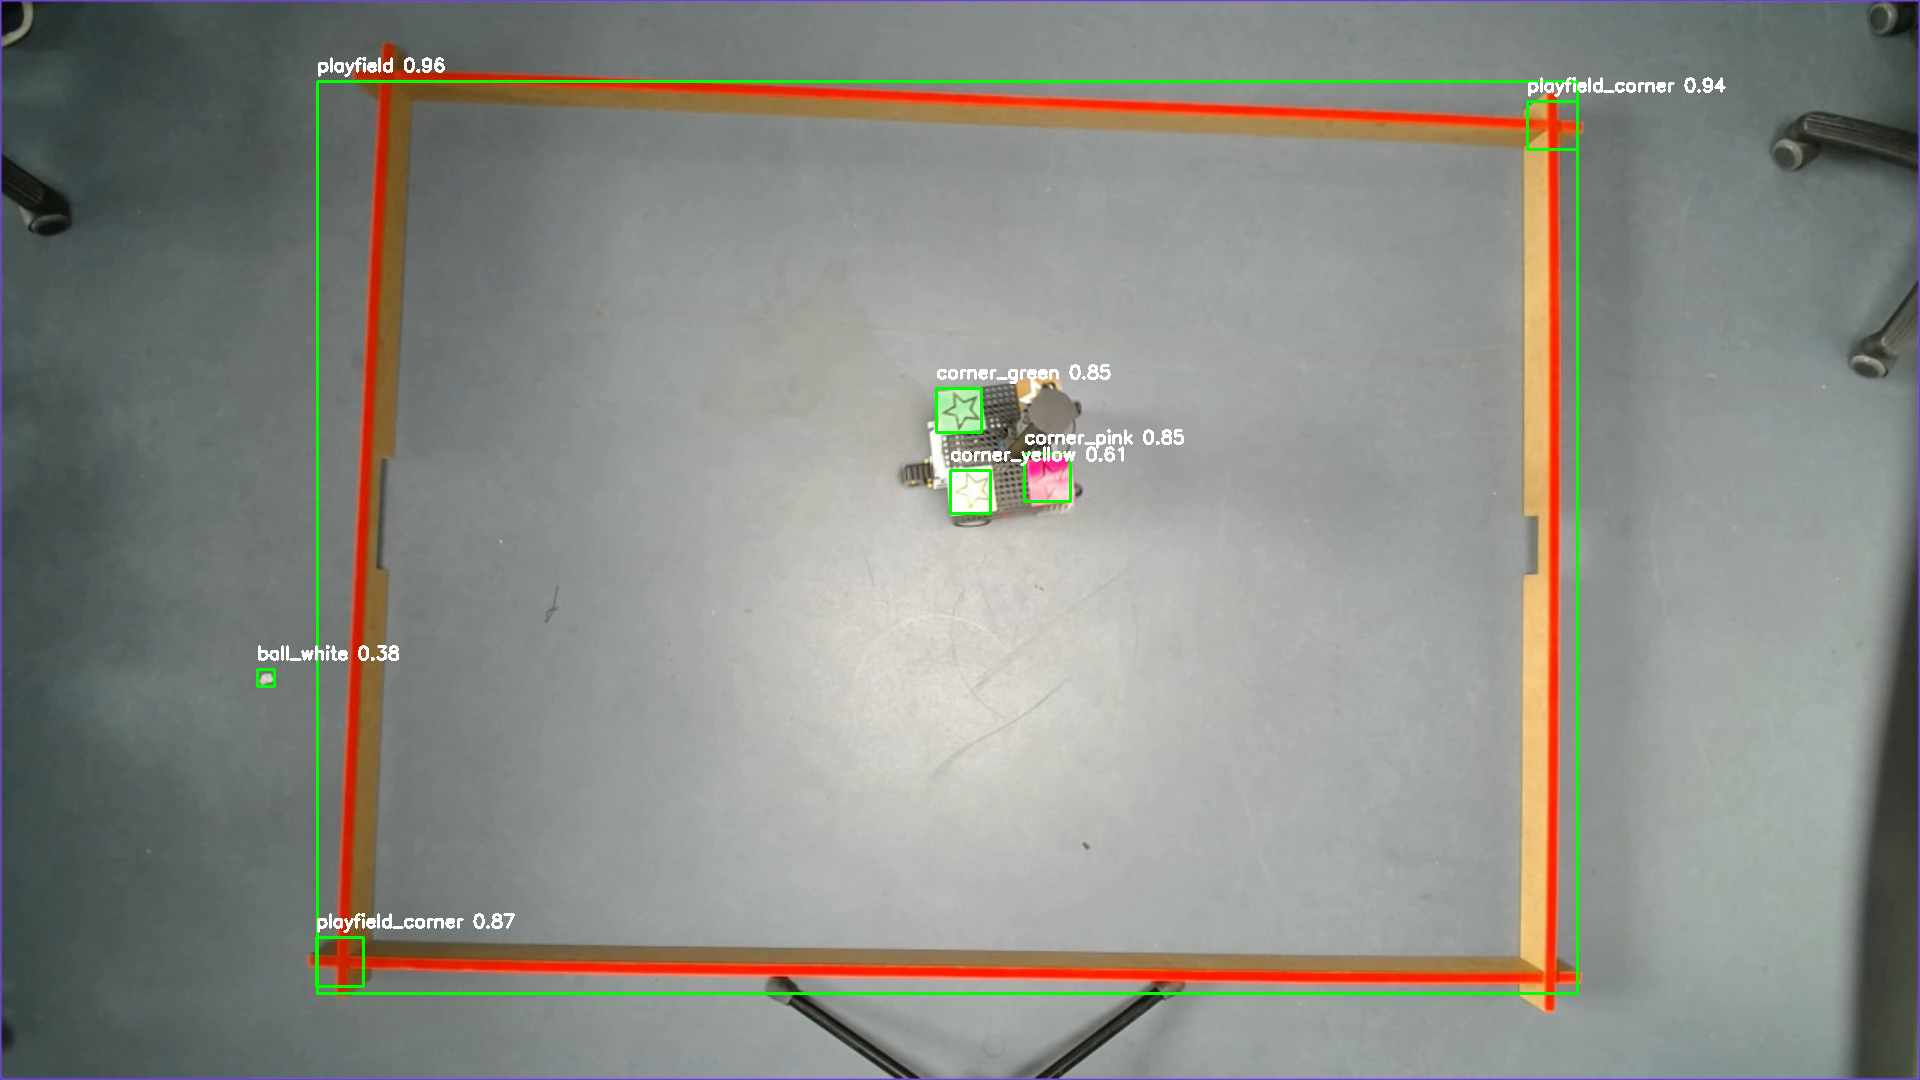 playfield 0.96
playfield_corner 0.94
corner_green 0.85
corner_pink 0.85
corner_yellow 0.61
ball_white 0.38
playfield_corner 0.87